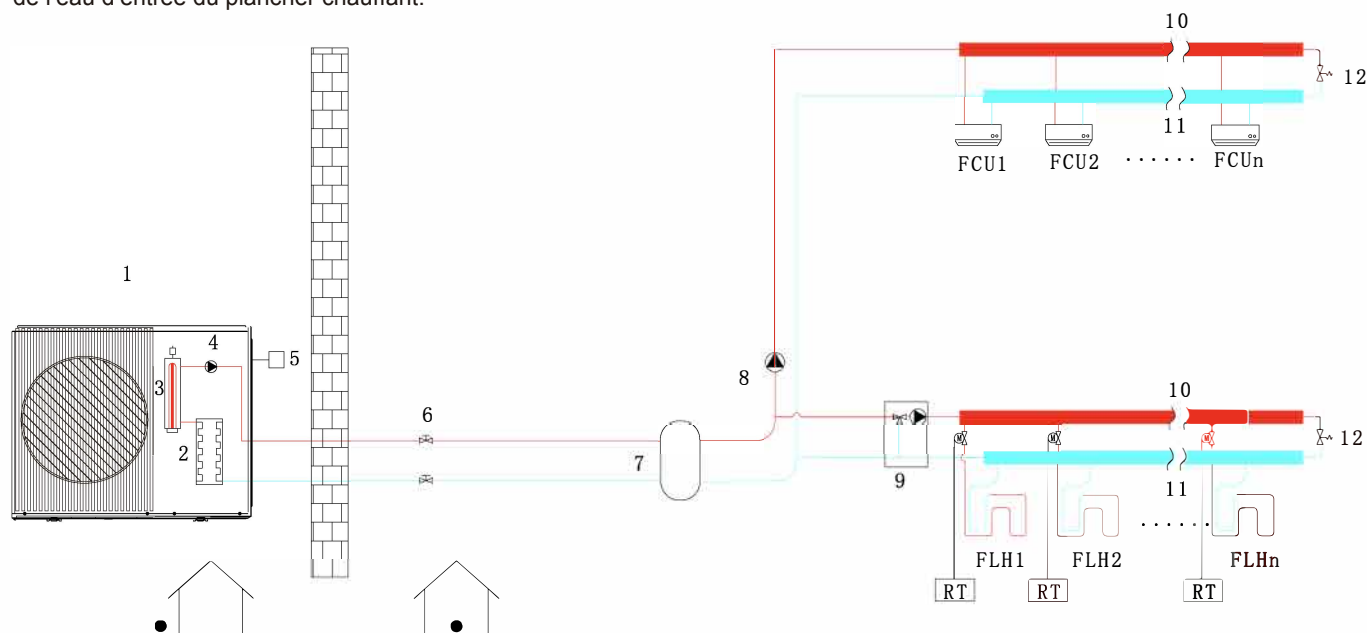 de l'eau d'entrée du plancher chauffant.
10
12
11
FCU1
FCU2
······
FCUn
1
4
5
3
2
6
7
8
9
10
12
11
FLH1
FLH2
······
FLHn
RT
RT
RT
M
M
M